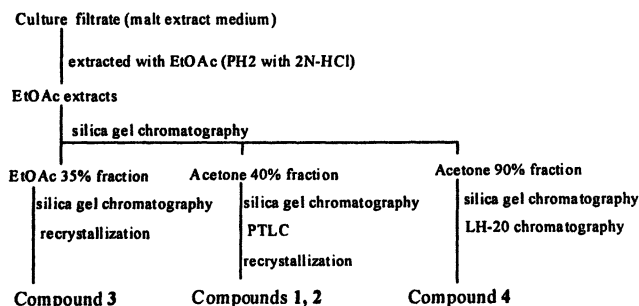 Culture filtrate (malt extract medium)
extracted with EtOAc (PH2 with 2N-HCl)
EtOAc extracts
silica gel chromatography
EtOAc 35% fraction
silica gel chromatography
recrystallization
Compound 3
Acetone 40% fraction
silica gel chromatography
PTLC
recrystallization
Compounds 1, 2
Acetone 90% fraction
silica gel chromatography
LH-20 chromatography
Compound 4